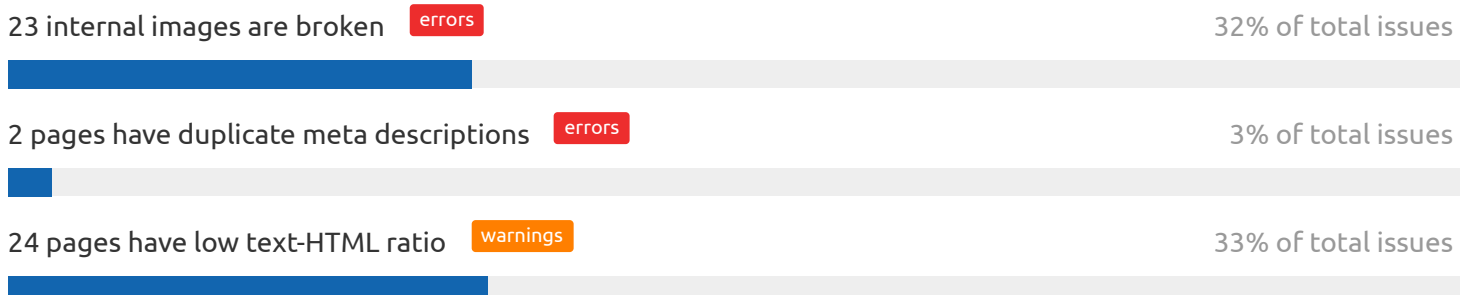 23 internal images are broken errors 32% of total issues
2 pages have duplicate meta descriptions errors 3% of total issues
24 pages have low text-HTML ratio warnings 33% of total issues